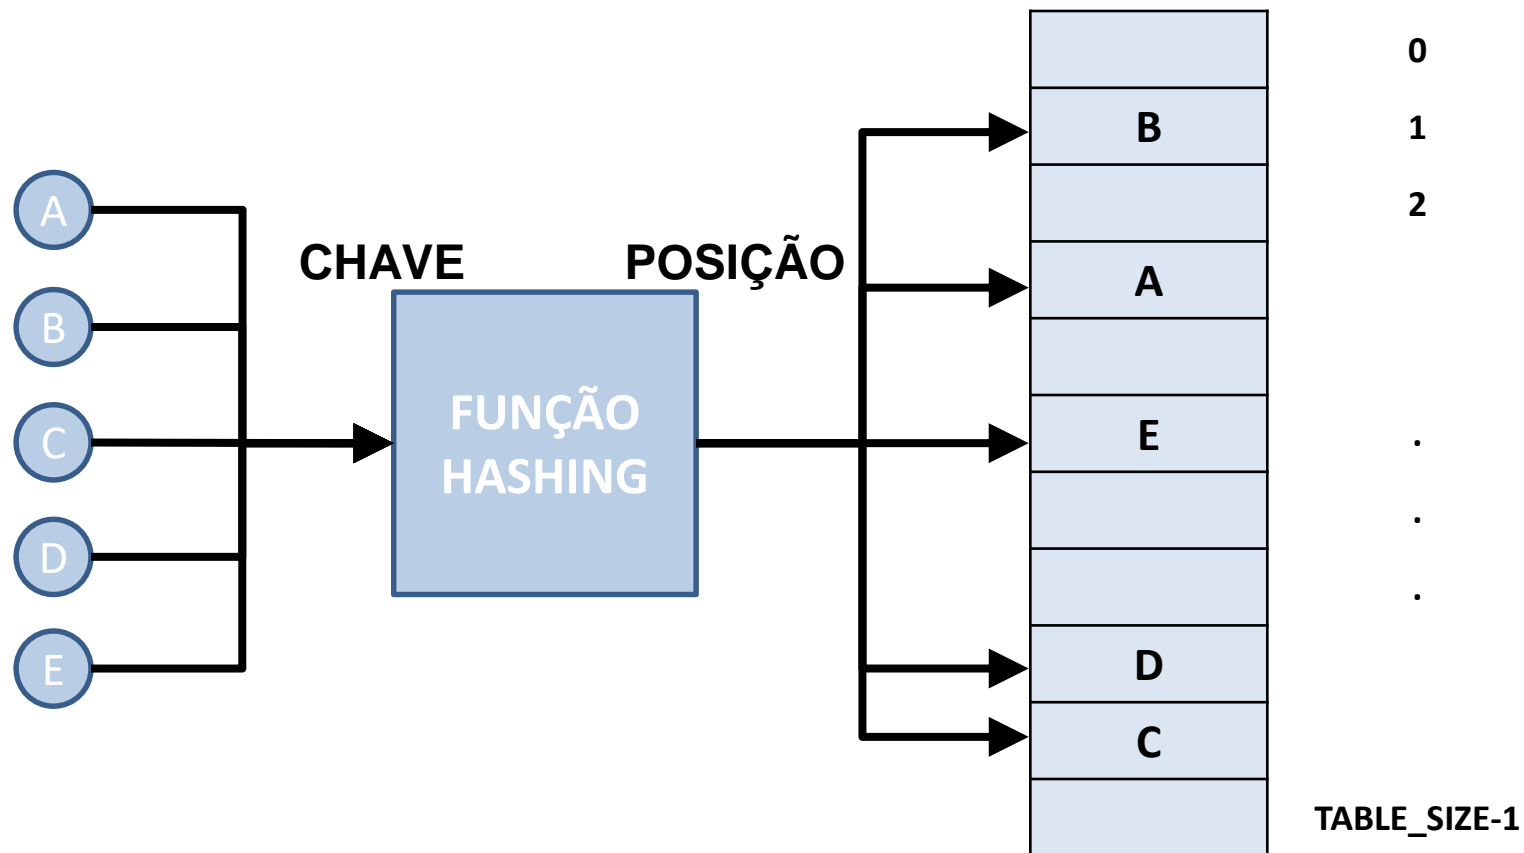 A
B
C
D
E
CHAVE
FUNÇÃO
HASHING
POSIÇÃO
0
B
1
2
A
E
.
.
.
D
C
TABLE_SIZE-1